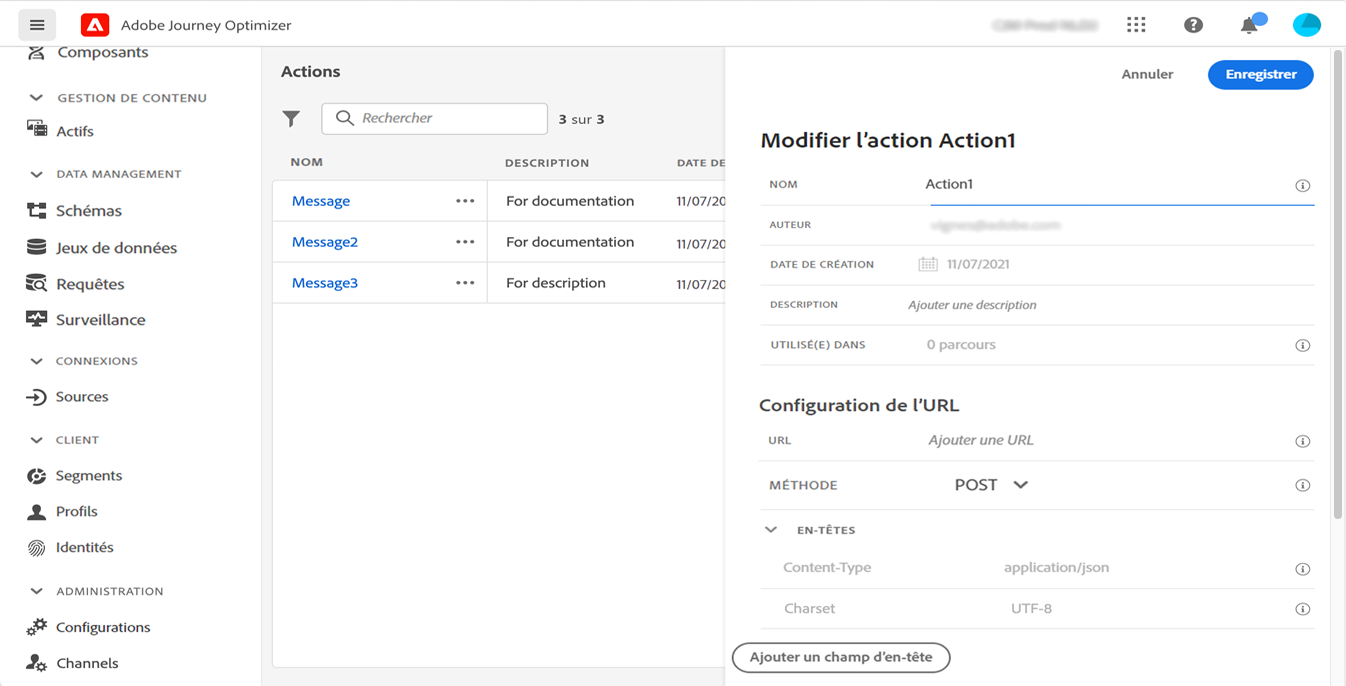 Adobe Journey Optimizer
Composants
GESTION DE CONTENU
Actifs
DATA MANAGEMENT
Schémas
Jeux de données
Requêtes
Surveillance
CONNEXIONS
Sources
CLIENT
Segments
Profils
Identités
ADMINISTRATION
Configurations
Channels
Actions
Rechercher
3 sur 3
NOM DESCRIPTION DATE DE
Message ••• For documentation 11/07/20
Message2 ••• For documentation 11/07/20
Message3 ••• For description 11/07/20
Annuler Enregistrer
Modifier l’action Action1
NOM Action1
AUTEUR
DATE DE CRÉATION 11/07/2021
DESCRIPTION Ajouter une description
UTILISÉ(E) DANS 0 parcours
Configuration de l’URL
URL Ajouter une URL
MÉTHODE POST
EN-TÊTES
Content-Type application/json
Charset UTF-8
Ajouter un champ d’en-tête